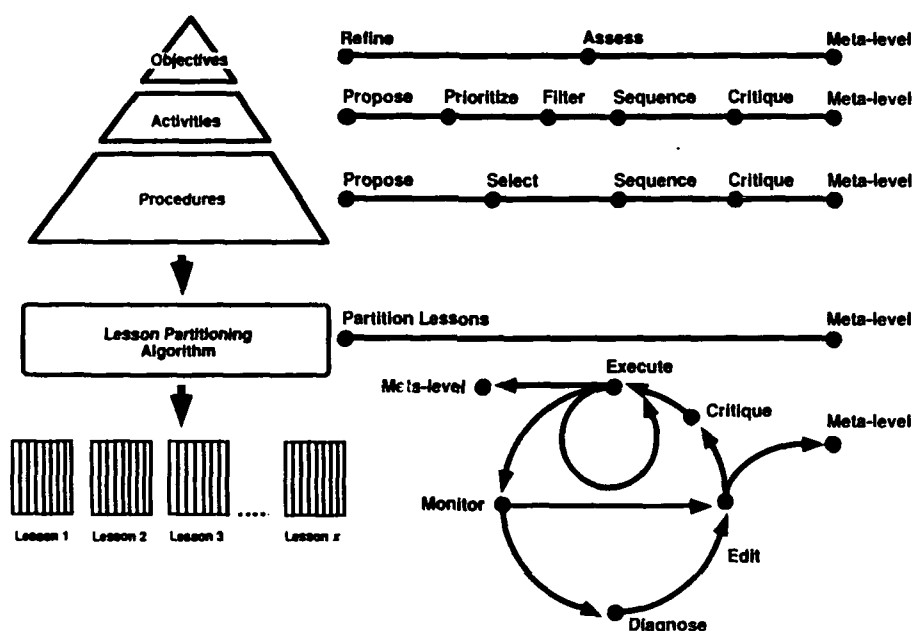 Objectives
Refine Assess Meta-level
Activities
Propose Prioritize Filter Sequence Critique Meta-level
Procedures
Propose Select Sequence Critique Meta-level
Lesson Partitioning
Algorithm
Partition Lessons Meta-level
Execute
Meta-level
Critique
Meta-level
Monitor
Edit
Diagnose
Lesson 1 Lesson 2 Lesson 3 ..... Lesson x